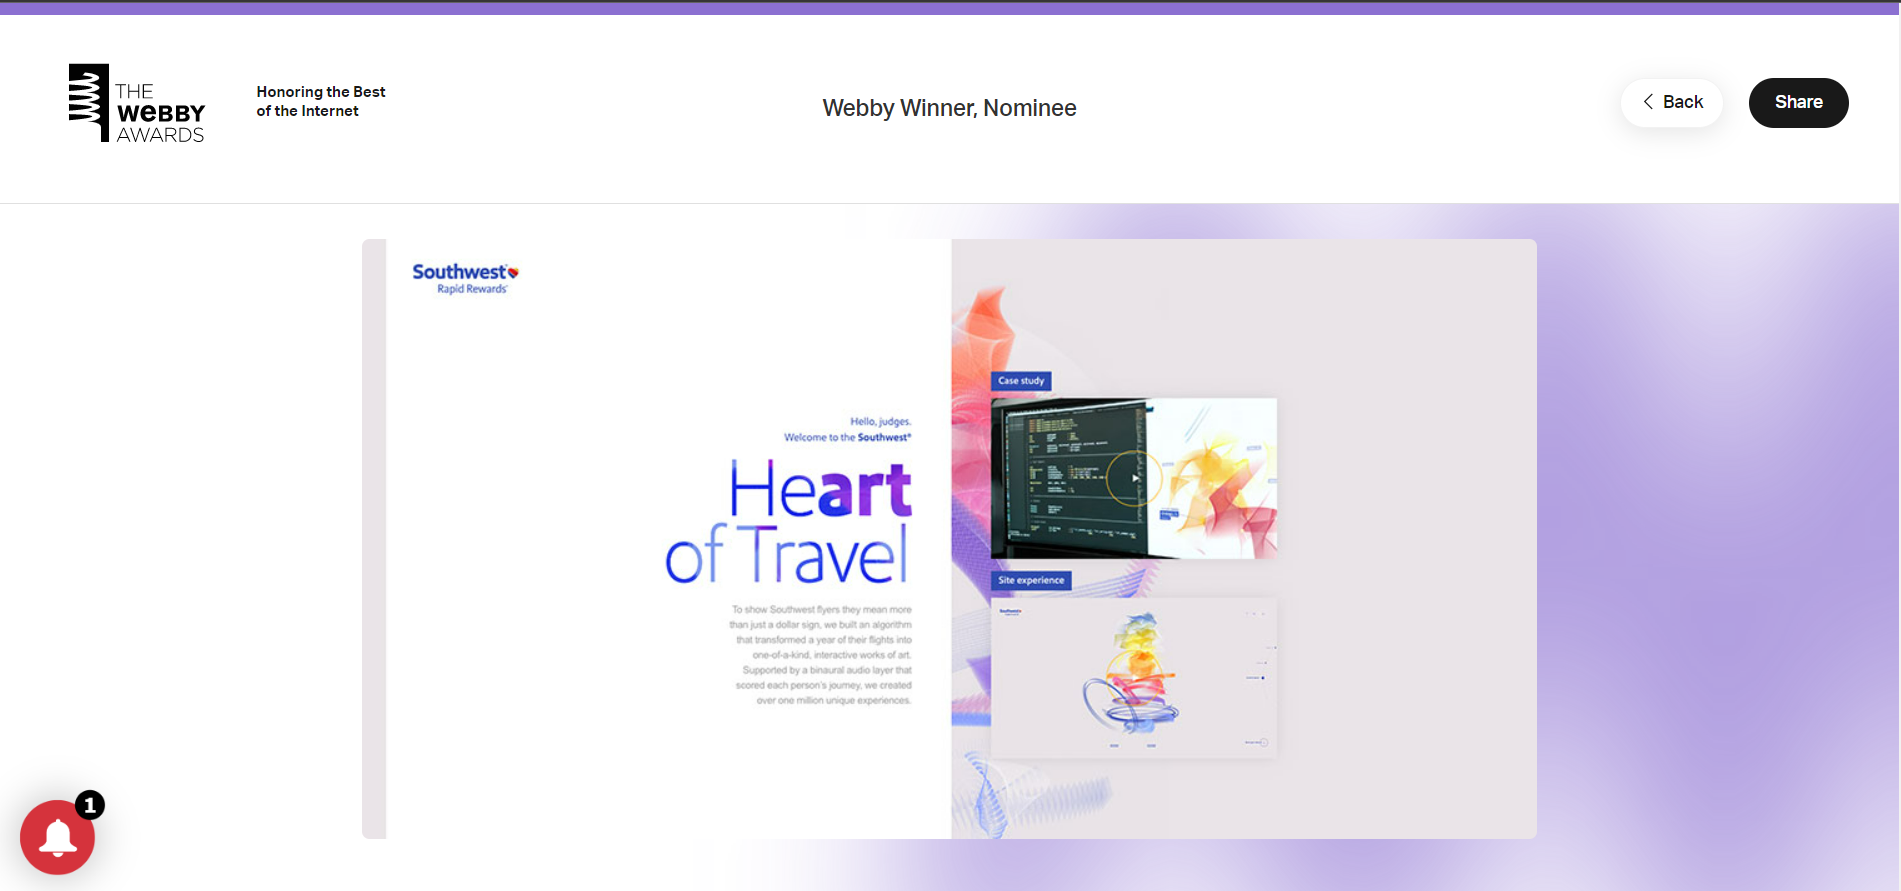 THE
WEBBY
AWARDS
Honoring the Best
of the Internet
Webby Winner, Nominee
Back
Share
Southwest®
Rapid Rewards®
Hello, judges.
Welcome to the Southwest®
Heart
of Travel
To show Southwest flyers they mean more
than just a dollar sign, we built an algorithm
that transformed a year of their flights into
one-of-a-kind, interactive works of art.
Supported by a binaural audio layer that
scored each person's journey, we created
over one million unique experiences.
Case study
Site experience
1